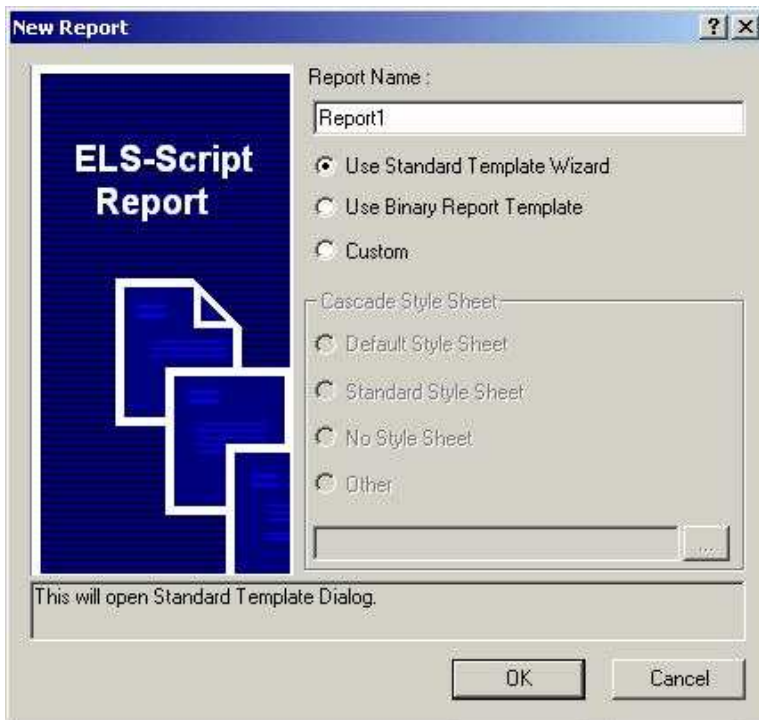 New Report
ELS-Script
Report
Report Name :
Report1
Use Standard Template Wizard
Use Binary Report Template
Custom
Cascade Style Sheet
Default Style Sheet
Standard Style Sheet
No Style Sheet
Other
...
This will open Standard Template Dialog.
OK
Cancel